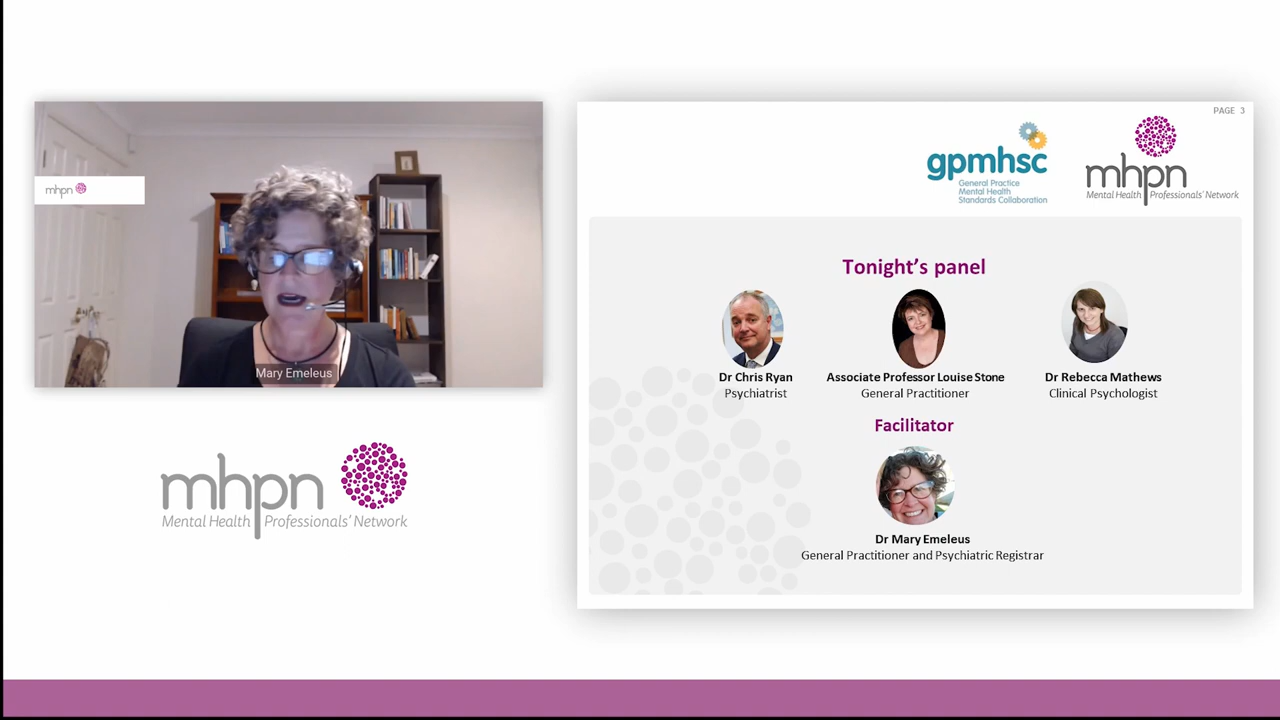 mhpn
Mary Emeleus
mhpn
Mental Health Professionals' Network
PAGE 3
gpmhsc
General Practice
Mental Health
Standards Collaboration
mhpn
Mental Health Professionals' Network
Tonight's panel
Dr Chris Ryan
Psychiatrist
Associate Professor Louise Stone
General Practitioner
Dr Rebecca Mathews
Clinical Psychologist
Facilitator
Dr Mary Emeleus
General Practitioner and Psychiatric Registrar